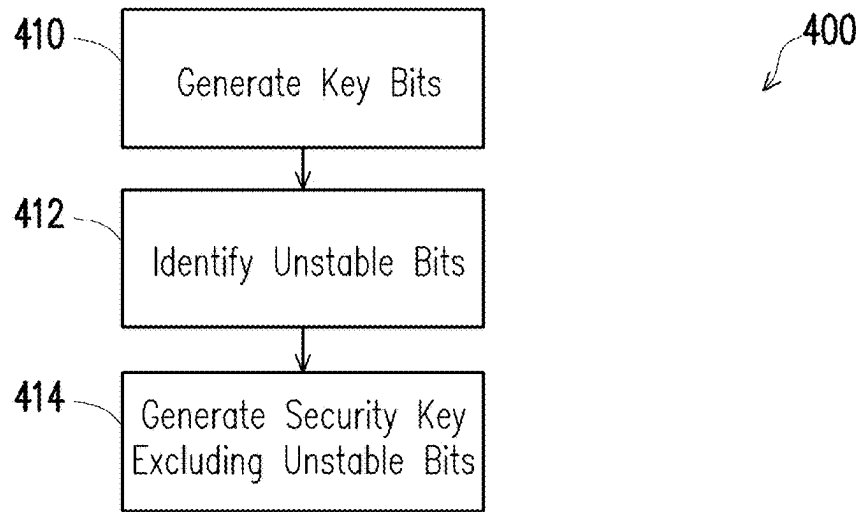 410
Generate Key Bits
400
412
Identify Unstable Bits
414
Generate Security Key
Excluding Unstable Bits